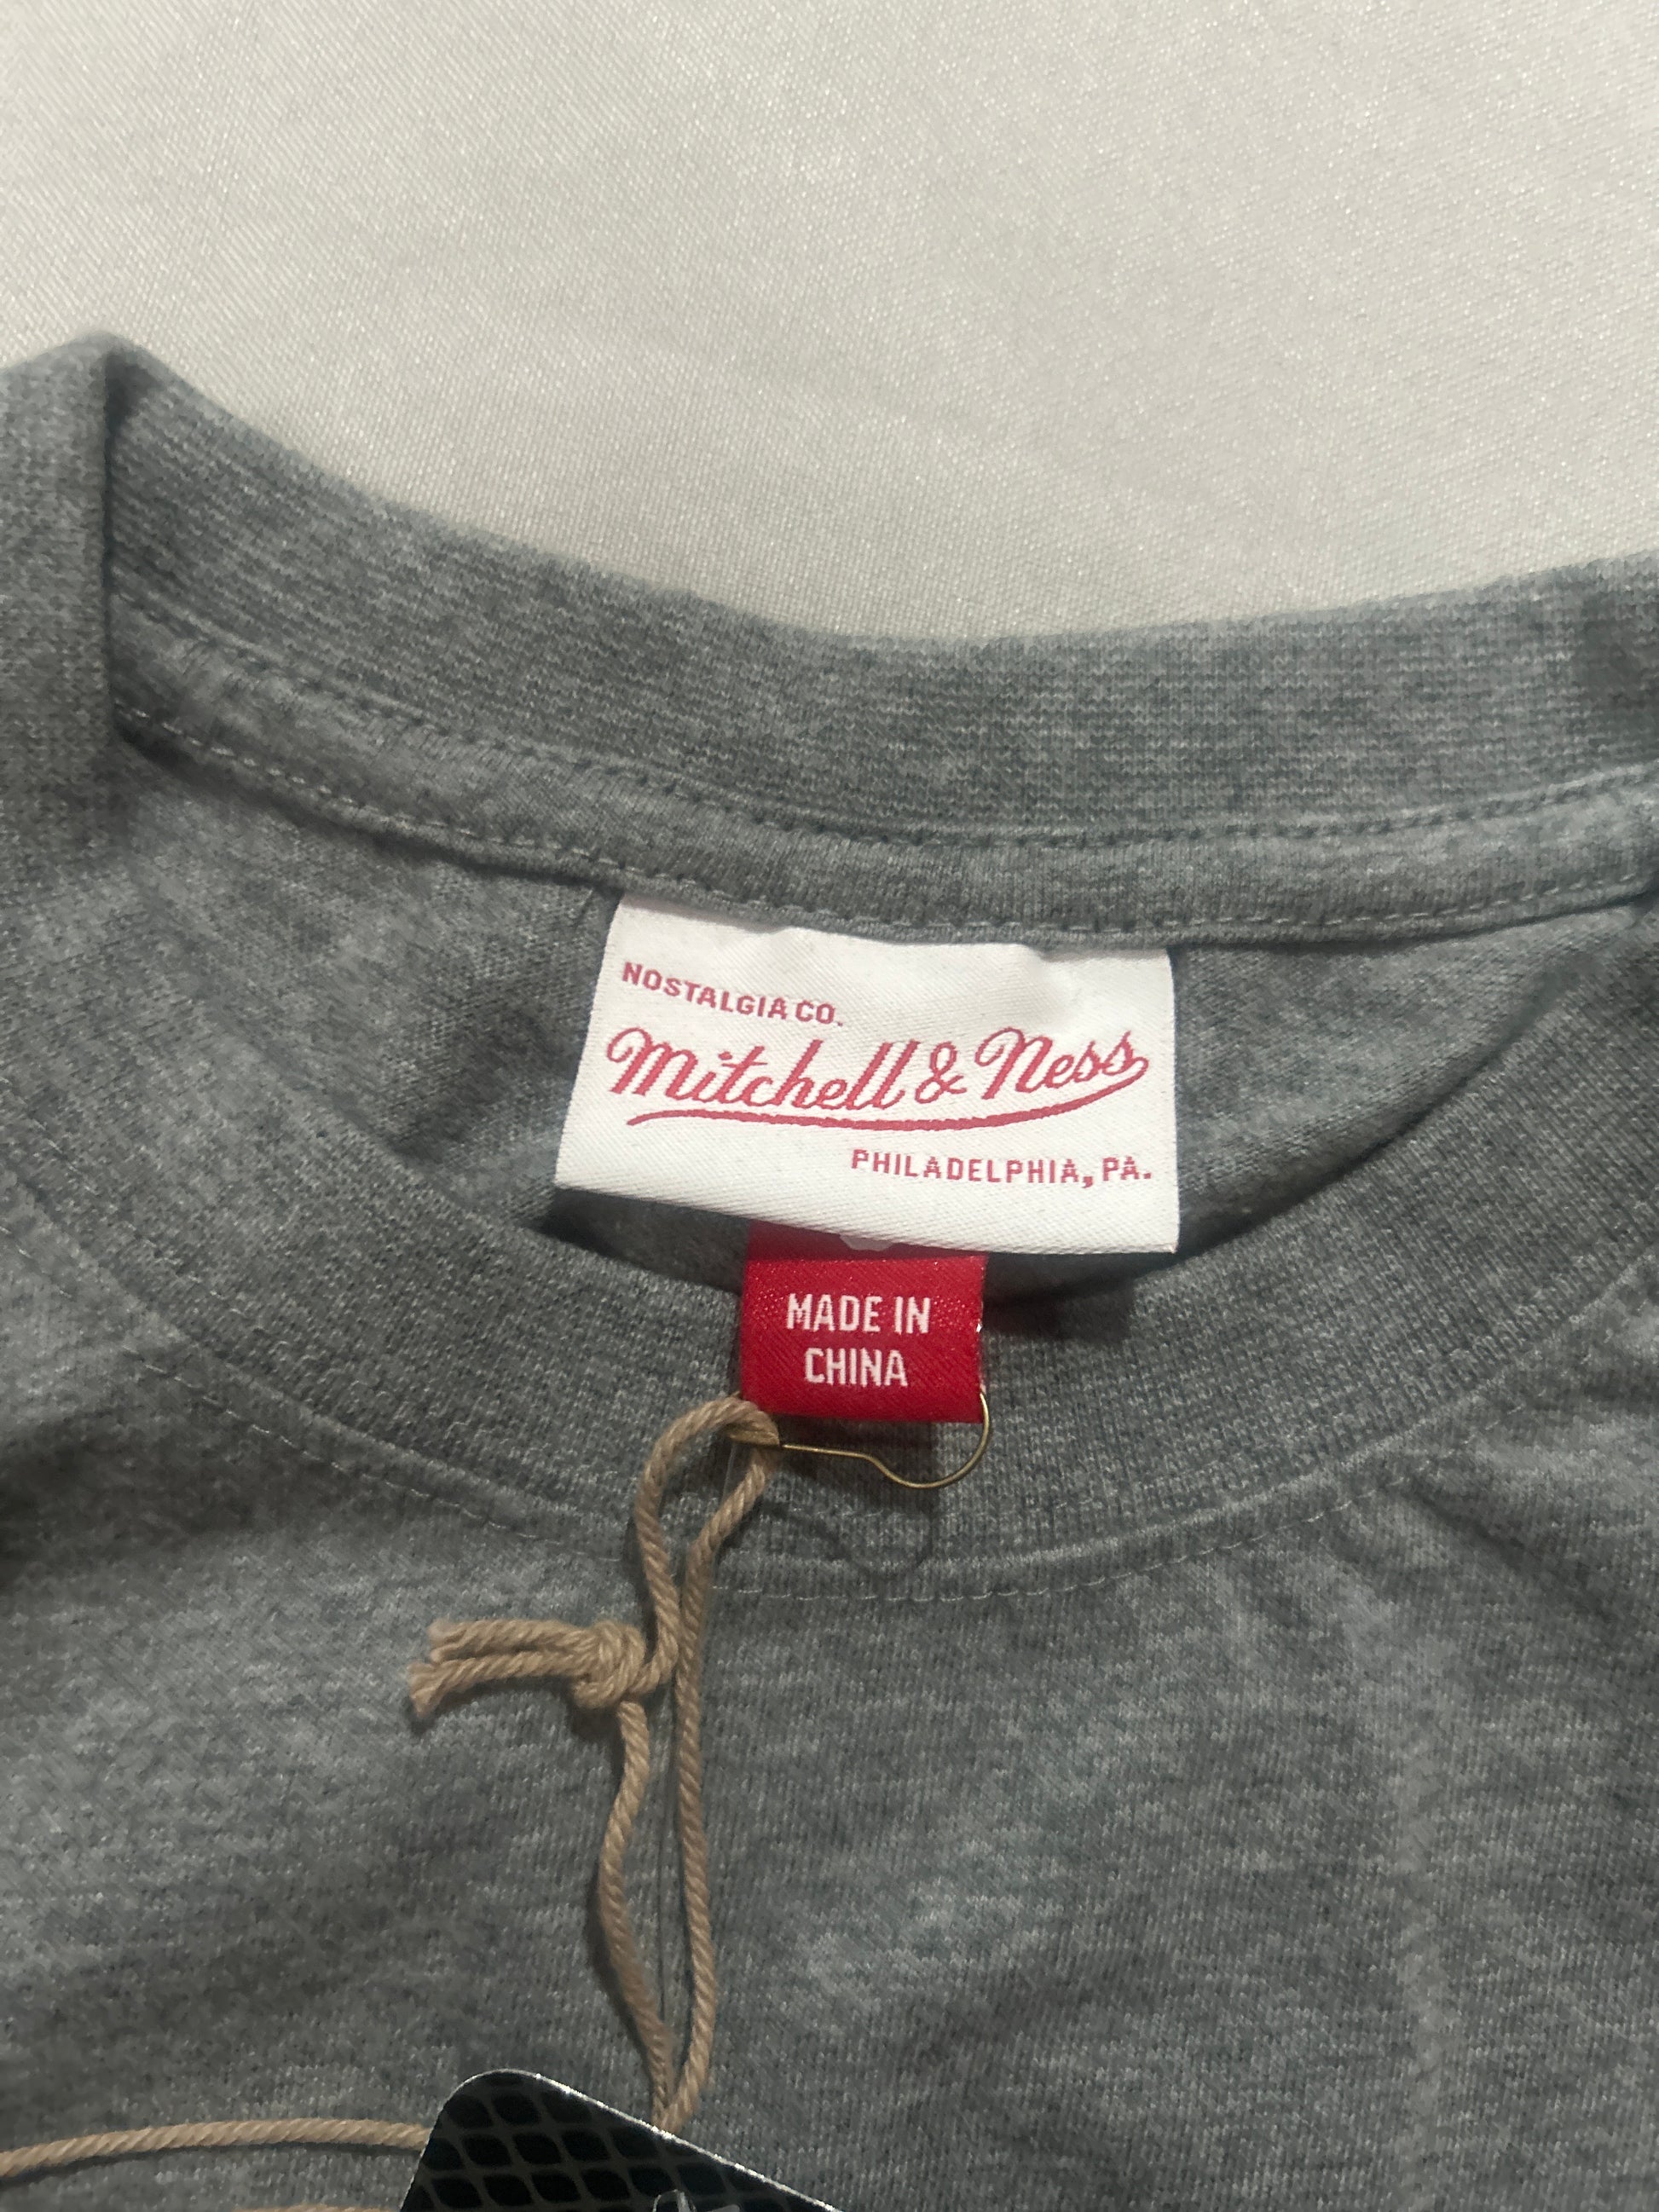 NOSTALGIA CO.
Mitchell & Ness
PHILADELPHIA, PA.
MADE IN
CHINA